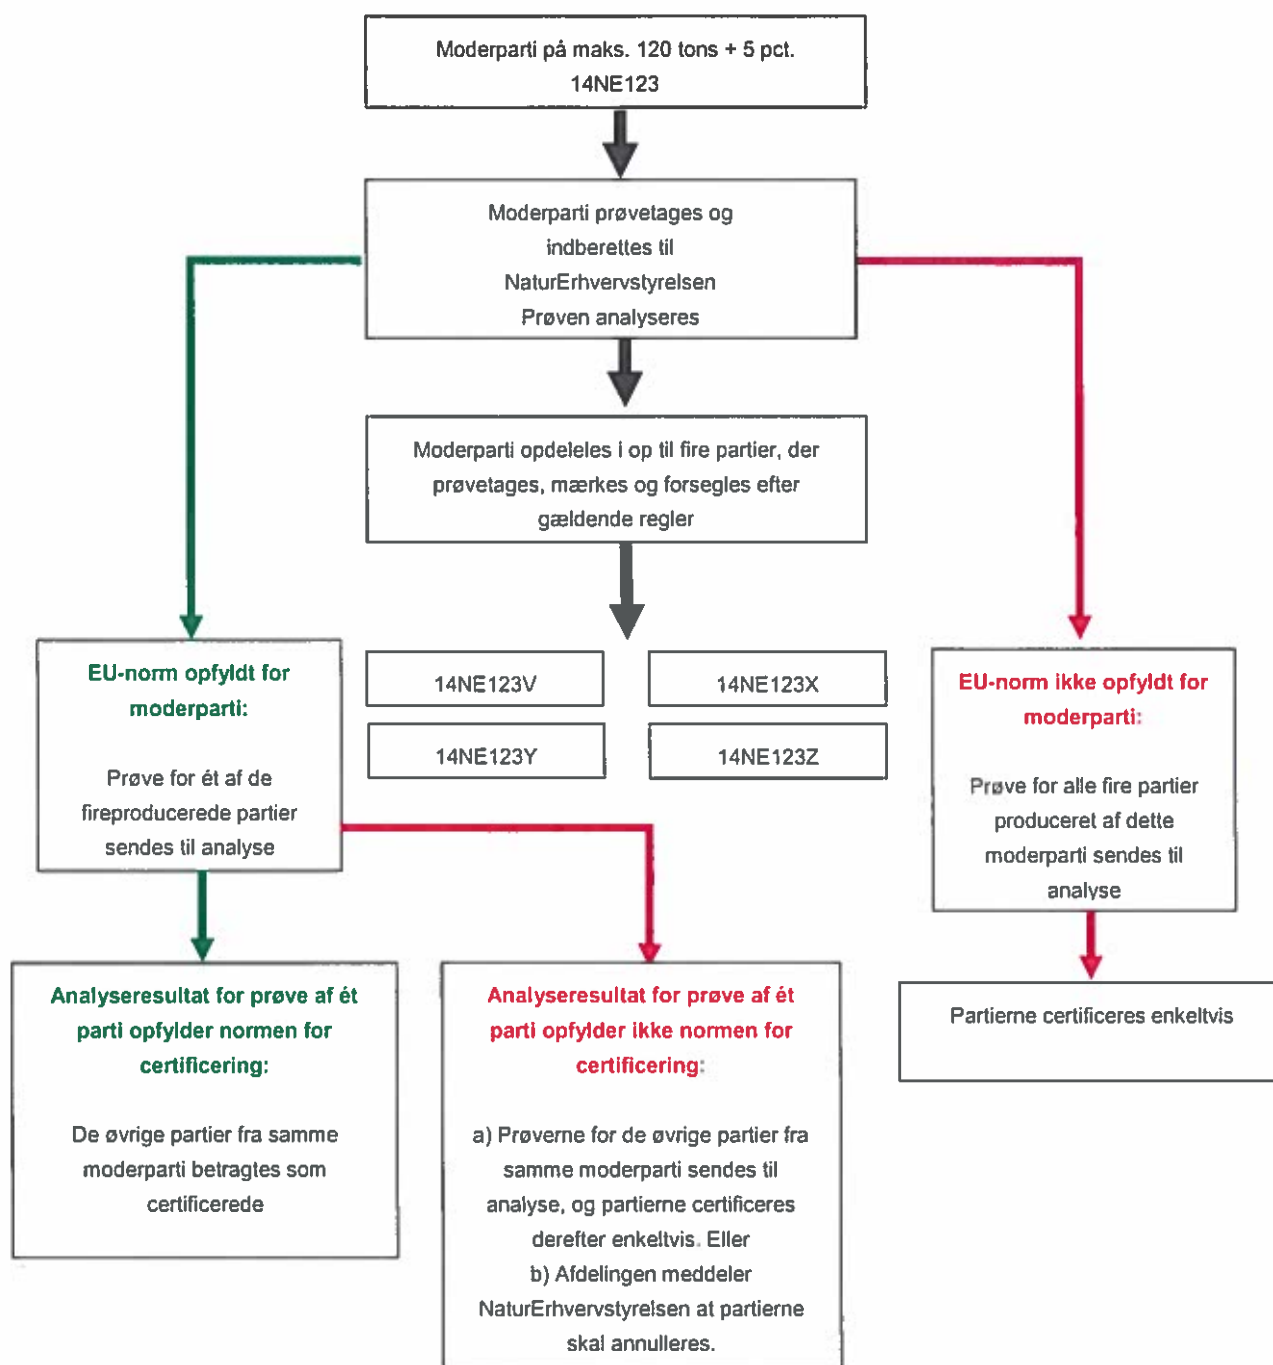 Moderparti på maks. 120 tons + 5 pct.
14NE123
Moderparti prøvetages og
indberettes til
NaturErhvervstyrelsen
Prøven analyseres
Moderparti opdeleles i op til fire partier, der
prøvetages, mærkes og forsegles efter
gældende regler
EU-norm opfyldt for
moderparti:
Prøve for ét af de
fireproducerede partier
sendes til analyse
14NE123V
14NE123X
14NE123Y
14NE123Z
EU-norm ikke opfyldt for
moderparti:
Prøve for alle fire partier
produceret af dette
moderparti sendes til
analyse
Analyseresultat for prøve af ét
parti opfylder normen for
certificering:
De øvrige partier fra samme
moderparti betragtes som
certificerede
Analyseresultat for prøve af ét
parti opfylder ikke normen for
certificering:
a) Prøverne for de øvrige partier fra
samme moderparti sendes til
analyse, og partierne certificeres
derefter enkeltvis. Eller
b) Afdelingen meddeler
NaturErhvervstyrelsen at partierne
skal annulleres.
Partierne certificeres enkeltvis